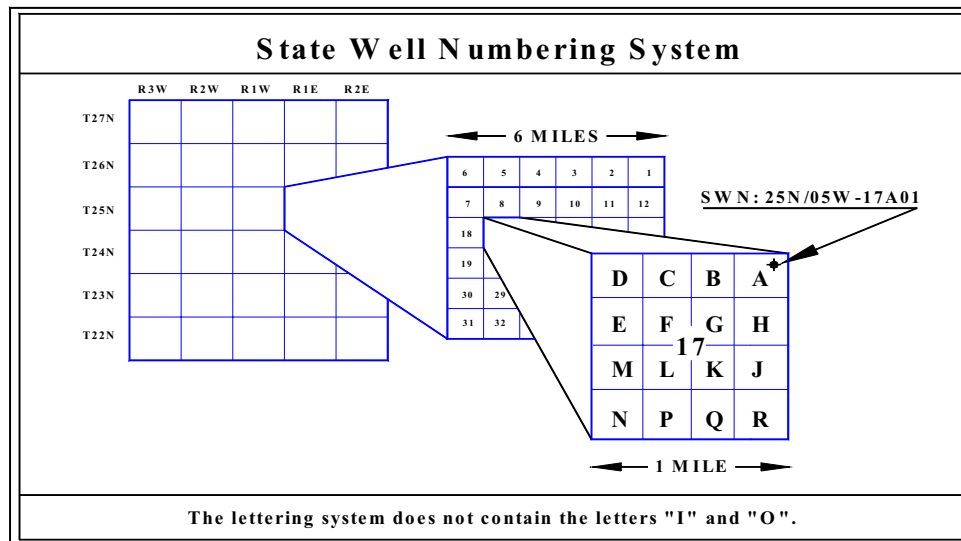 State Well Numbering System
R3W R2W R1W R1E R2E
T27N
T26N
T25N
T24N
T23N
T22N
6 MILES
6 5 4 3 2 1
7 8 9 10 11 12
18
19
30 29
31 32
SWN: 25N/05W-17A01
D C B A
E F G H
17
M L K J
N P Q R
1 MILE
The lettering system does not contain the letters "I" and "O".